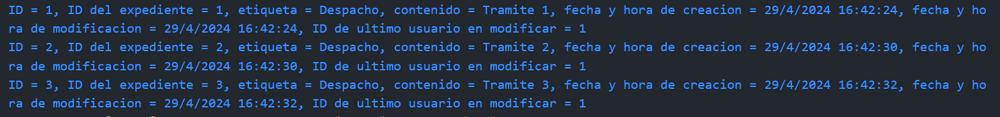 ID = 1, ID del expediente = 1, etiqueta = Despacho, contenido = Tramite 1, fecha y hora de creacion = 29/4/2024 16:42:24, fecha y ho
ra de modificacion = 29/4/2024 16:42:24, ID de ultimo usuario en modificar = 1
ID = 2, ID del expediente = 2, etiqueta = Despacho, contenido = Tramite 2, fecha y hora de creacion = 29/4/2024 16:42:30, fecha y ho
ra de modificacion = 29/4/2024 16:42:30, ID de ultimo usuario en modificar = 1
ID = 3, ID del expediente = 3, etiqueta = Despacho, contenido = Tramite 3, fecha y hora de creacion = 29/4/2024 16:42:32, fecha y ho
ra de modificacion = 29/4/2024 16:42:32, ID de ultimo usuario en modificar = 1